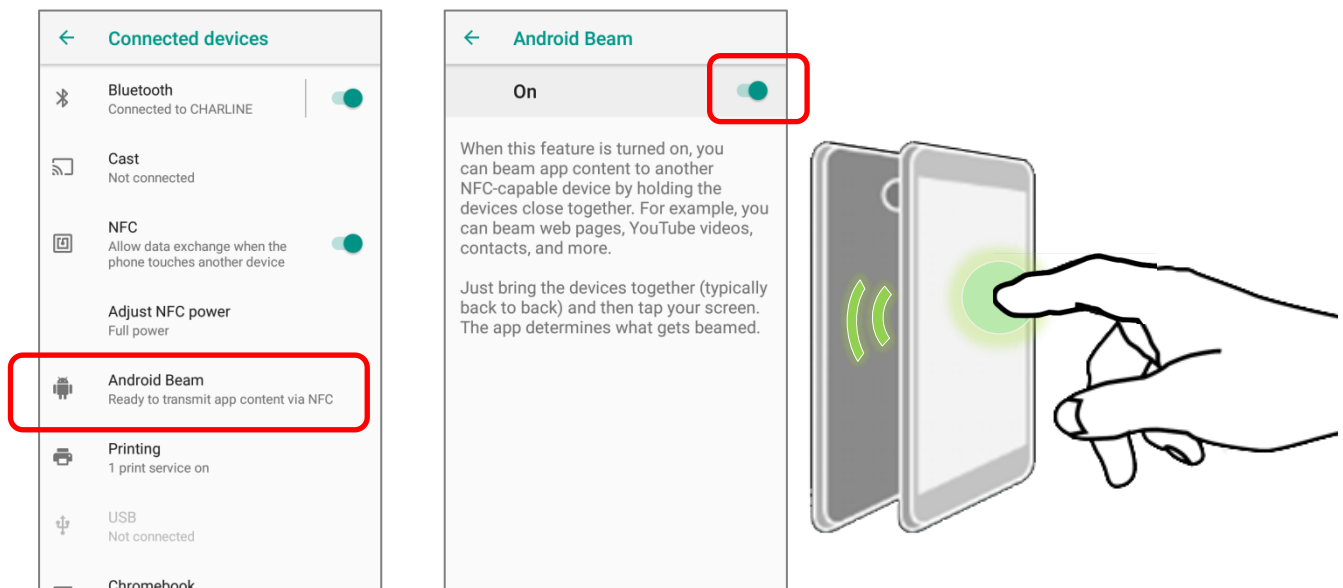 Connected devices
Bluetooth
Connected to CHARLINE
Cast
Not connected
NFC
Allow data exchange when the
phone touches another device
Adjust NFC power
Full power
Android Beam
Ready to transmit app content via NFC
Printing
1 print service on
USB
Not connected
Chromebook
Android Beam
On
When this feature is turned on, you
can beam app content to another
NFC-capable device by holding the
devices close together. For example, you
can beam web pages, YouTube videos,
contacts, and more.
Just bring the devices together (typically
back to back) and then tap your screen.
The app determines what gets beamed.